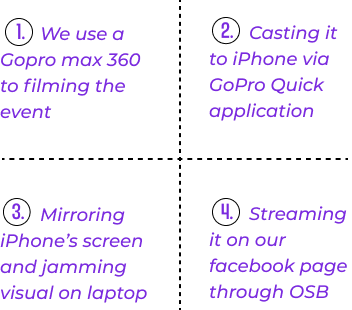 1. We use a
Gopro max 360
to filming the
event
2. Casting it
to iPhone via
GoPro Quick
application
3. Mirroring
iPhone's screen
and jamming
visual on laptop
4. Streaming
it on our
facebook page
through OSB